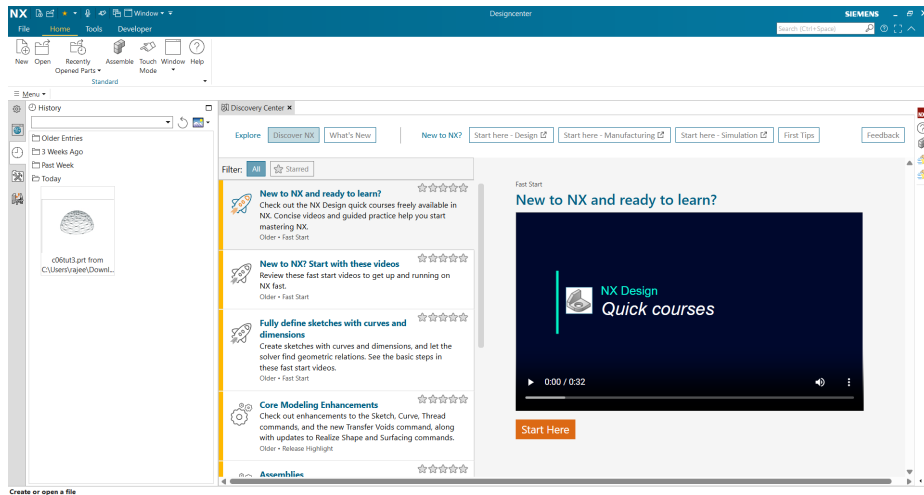 NX Window Designcenter SIEMENS
File Home Tools Developer Search (Ctrl+Space)
New Open Recently Opened Parts Assemble Touch Mode Window Help
Standard
Menu
History
Discovery Center
Older Entries
3 Weeks Ago
Past Week
Today
c06tut3.prt from
C:\Users\rajee\Downl...
Explore Discover NX What's New New to NX? Start here - Design Start here - Manufacturing Start here - Simulation First Tips Feedback
Filter: All Starred
New to NX and ready to learn?
Check out the NX Design quick courses freely available in
NX. Concise videos and guided practice help you start
mastering NX.
Older • Fast Start
New to NX? Start with these videos
Review these fast start videos to get up and running on
NX fast.
Older • Fast Start
Fully define sketches with curves and
dimensions
Create sketches with curves and dimensions, and let the
solver find geometric relations. See the basic steps in
these fast start videos.
Older • Fast Start
Core Modeling Enhancements
Check out enhancements to the Sketch, Curve, Thread
commands, and the new Transfer Voids command, along
with updates to Realize Shape and Surfacing commands.
Older • Release Highlight
Assemblies
Fast Start
New to NX and ready to learn?
NX Design
Quick courses
0:00 / 0:32
Start Here
Create or open a file